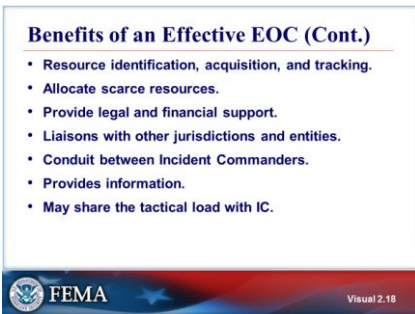 Benefits of an Effective EOC (Cont.)
• Resource identification, acquisition, and tracking.
• Allocate scarce resources.
• Provide legal and financial support.
• Liaisons with other jurisdictions and entities.
• Conduit between Incident Commanders.
• Provides information.
• May share the tactical load with IC.
FEMA
Visual 2.18